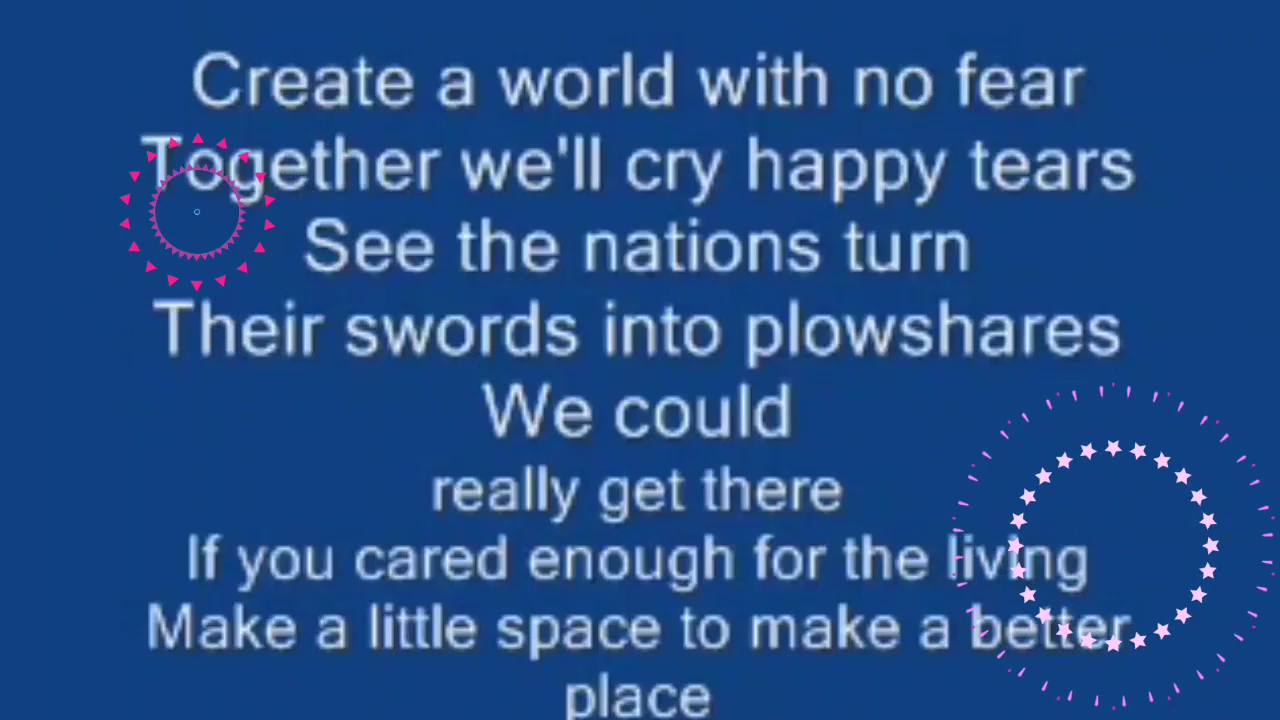 Create a world with no fear
Together we'll cry happy tears
See the nations turn
Their swords into plowshares
We could
really get there
If you cared enough for the living
Make a little space to make a better
place